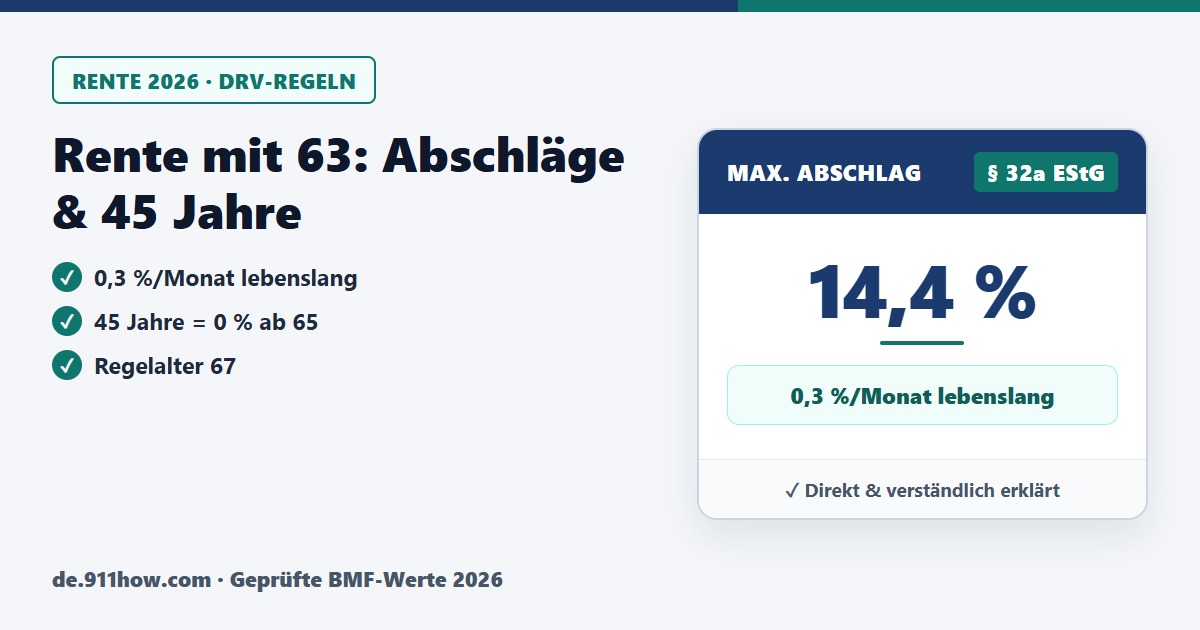 RENTE 2026 · DRV-REGELN
Rente mit 63: Abschläge
& 45 Jahre
✓ 0,3 %/Monat lebenslang
✓ 45 Jahre = 0 % ab 65
✓ Regelalter 67
MAX. ABSCHLAG
§ 32a EStG
14,4 %
0,3 %/Monat lebenslang
✓ Direkt & verständlich erklärt
de.911how.com · Geprüfte BMF-Werte 2026